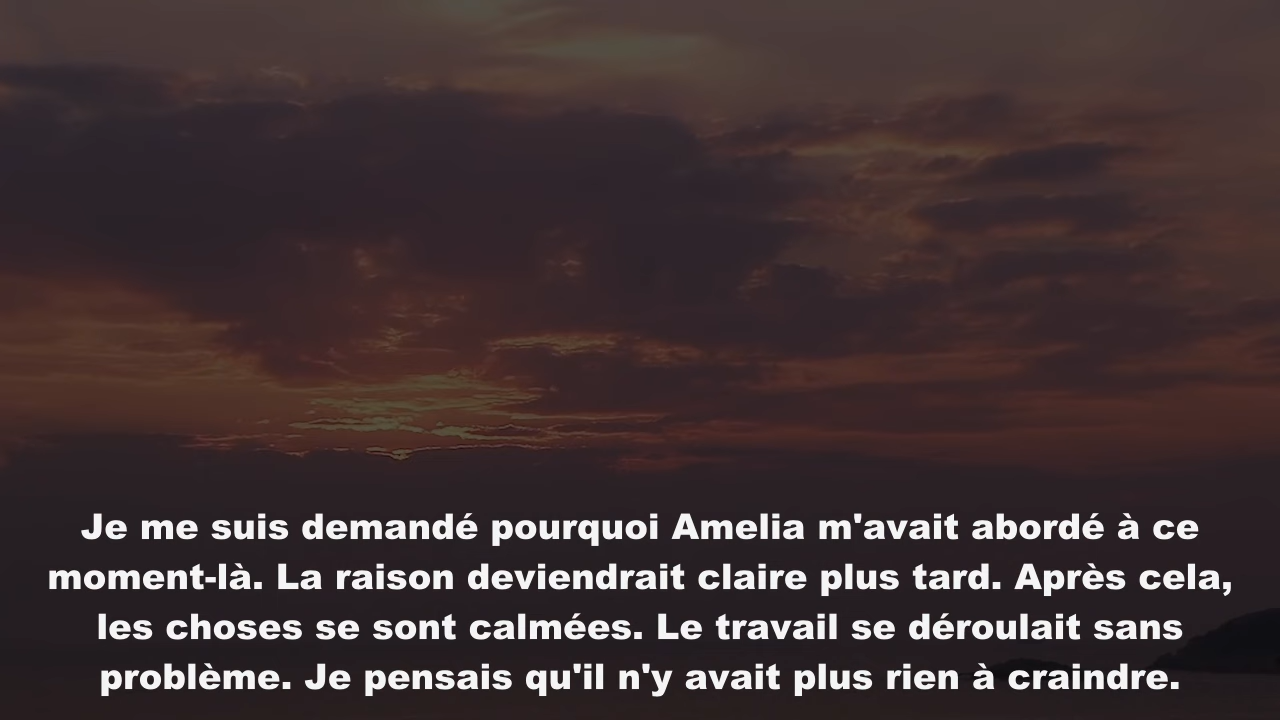 Je me suis demandé pourquoi Amelia m'avait abordé à ce
moment-là. La raison deviendrait claire plus tard. Après cela,
les choses se sont calmées. Le travail se déroulait sans
problème. Je pensais qu'il n'y avait plus rien à craindre.